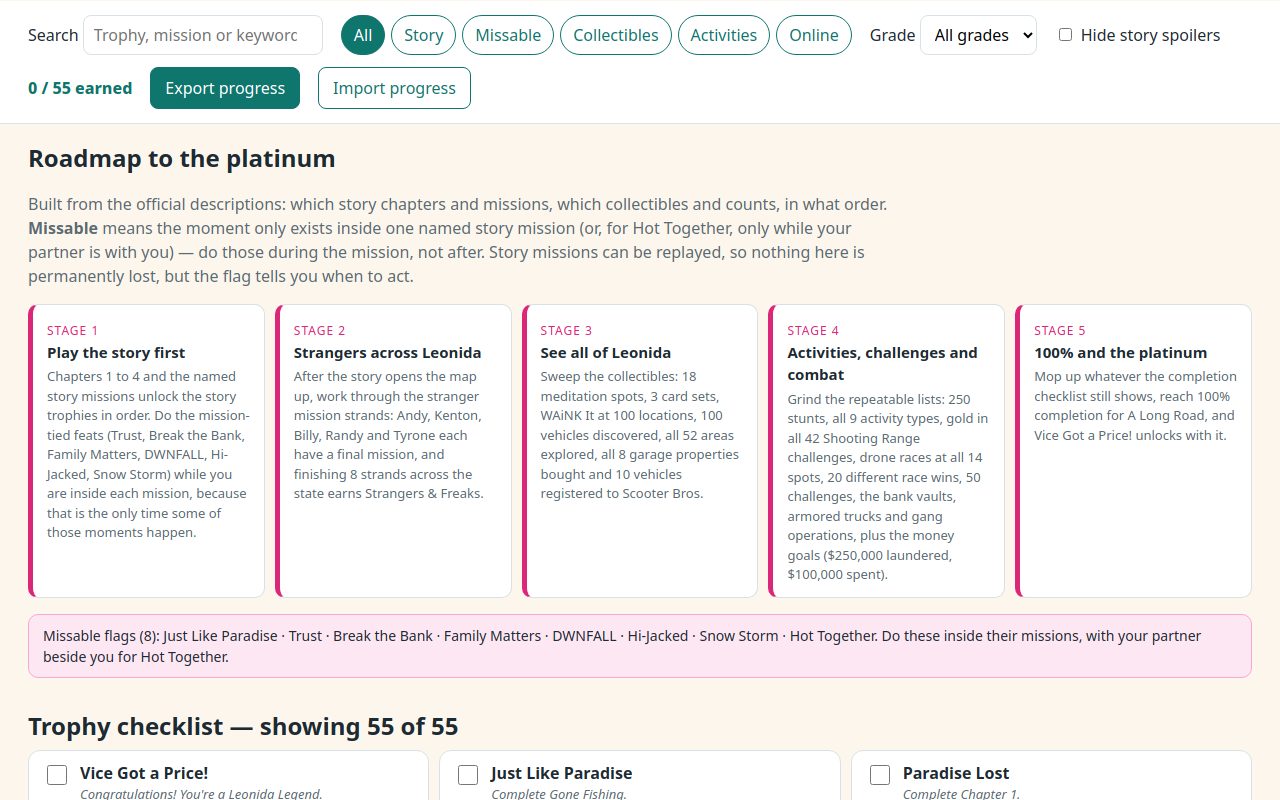 Search Trophy, mission or keyword All Story Missable Collectibles Activities Online Grade All grades Hide story spoilers
0 / 55 earned Export progress Import progress
Roadmap to the platinum
Built from the official descriptions: which story chapters and missions, which collectibles and counts, in what order.
Missable means the moment only exists inside one named story mission (or, for Hot Together, only while your
partner is with you) — do those during the mission, not after. Story missions can be replayed, so nothing here is
permanently lost, but the flag tells you when to act.
STAGE 1
Play the story first
Chapters 1 to 4 and the named
story missions unlock the story
trophies in order. Do the mission-
tied feats (Trust, Break the Bank,
Family Matters, DWNFALL, Hi-
Jacked, Snow Storm) while you
are inside each mission, because
that is the only time some of
those moments happen.
STAGE 2
Strangers across Leonida
After the story opens the map
up, work through the stranger
mission strands: Andy, Kenton,
Billy, Randy and Tyrone each
have a final mission, and
finishing 8 strands across the
state earns Strangers & Freaks.
STAGE 3
See all of Leonida
Sweep the collectibles: 18
meditation spots, 3 card sets,
WAiNK It at 100 locations, 100
vehicles discovered, all 52 areas
explored, all 8 garage properties
bought and 10 vehicles
registered to Scooter Bros.
STAGE 4
Activities, challenges and
combat
Grind the repeatable lists: 250
stunts, all 9 activity types, gold in
all 42 Shooting Range
challenges, drone races at all 14
spots, 20 different race wins, 50
challenges, the bank vaults,
armored trucks and gang
operations, plus the money
goals ($250,000 laundered,
$100,000 spent).
STAGE 5
100% and the platinum
Mop up whatever the completion
checklist still shows, reach 100%
completion for A Long Road, and
Vice Got a Price! unlocks with it.
Missable flags (8): Just Like Paradise · Trust · Break the Bank · Family Matters · DWNFALL · Hi-Jacked · Snow Storm · Hot Together. Do these inside their missions, with your partner
beside you for Hot Together.
Trophy checklist — showing 55 of 55
Vice Got a Price!
Congratulations! You're a Leonida Legend.
Just Like Paradise
Complete Gone Fishing.
Paradise Lost
Complete Chapter 1.